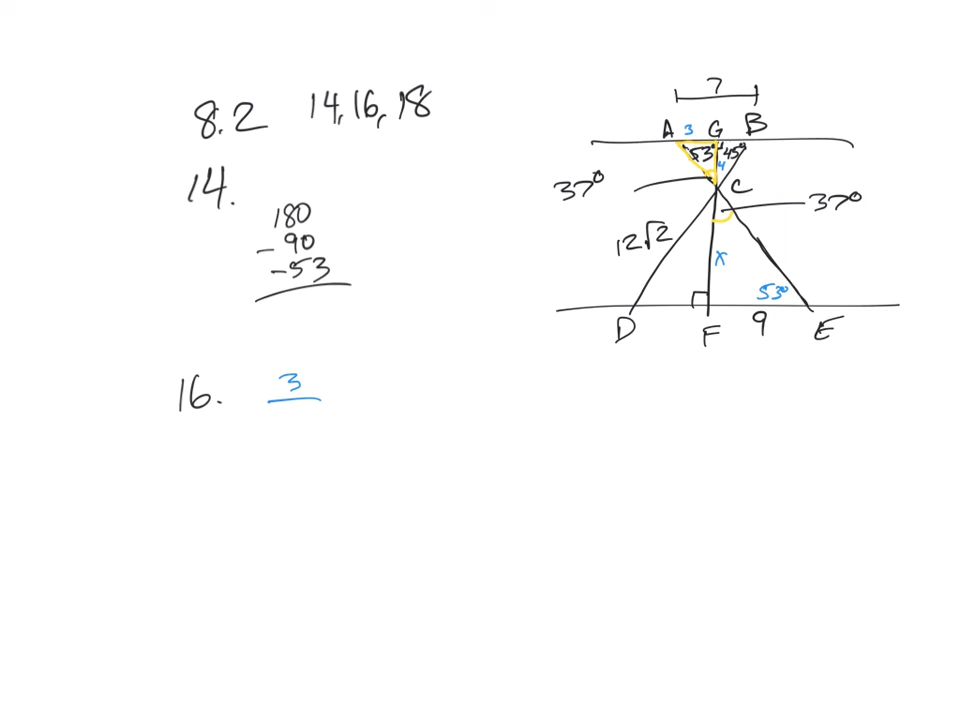 8.2 14, 16, 18
14.
180
- 90
- 53
16. 3
7
A 3 G B
53° 45°
4
37° C 37°
12√2
x
53°
D F 9 E